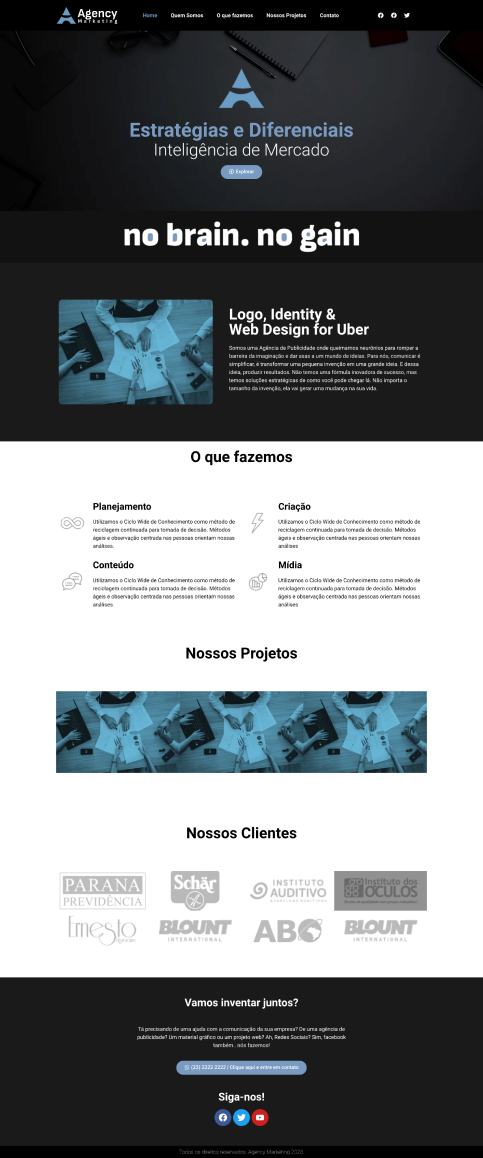 Agency
Marketing
Home
Quem Somos
O que fazemos
Nossos Projetos
Contato
Estratégias e Diferenciais
Inteligência de Mercado
Explorar
no brain. no gain
Logo, Identity &
Web Design for Uber
Somos uma Agência de Publicidade onde queimamos neurônios para romper a
barreira da imaginação e dar asas a um mundo de ideias. Para nós, comunicar é
simplificar, é transformar uma pequena invenção em uma grande ideia. E dessa
ideia, produzir resultados. Não temos uma fórmula inovadora de sucesso, mas
temos soluções estratégicas de como você pode chegar lá. Não importa o
tamanho da invenção, ela vai gerar uma mudança na sua vida.
O que fazemos
Planejamento
Utilizamos o Ciclo Wide de Conhecimento como método de
reciclagem continuada para tomada de decisão. Métodos
ágeis e observação centrada nas pessoas orientam nossas
análises.
Criação
Utilizamos o Ciclo Wide de Conhecimento como método de
reciclagem continuada para tomada de decisão. Métodos
ágeis e observação centrada nas pessoas orientam nossas
análises
Conteúdo
Utilizamos o Ciclo Wide de Conhecimento como método de
reciclagem continuada para tomada de decisão. Métodos
ágeis e observação centrada nas pessoas orientam nossas
análises
Mídia
Utilizamos o Ciclo Wide de Conhecimento como método de
reciclagem continuada para tomada de decisão. Métodos
ágeis e observação centrada nas pessoas orientam nossas
análises
Nossos Projetos
Nossos Clientes
PARANA
PREVIDÊNCIA
Schär
INSTITUTO
AUDITIVO
Instituto dos
OCULOS
Ernesto
BLOUNT
INTERNATIONAL
ABC
BLOUNT
INTERNATIONAL
Vamos inventar juntos?
Tá precisando de uma ajuda com a comunicação da sua empresa? De uma agência de
publicidade? Um material gráfico ou um projeto web? Ah, Redes Sociais? Sim, facebook
também.. nós fazemos!
(22) 2222 2222 | Clique aqui e entre em contato
Siga-nos!
Todos os direitos reservados. Agency Marketing 2023